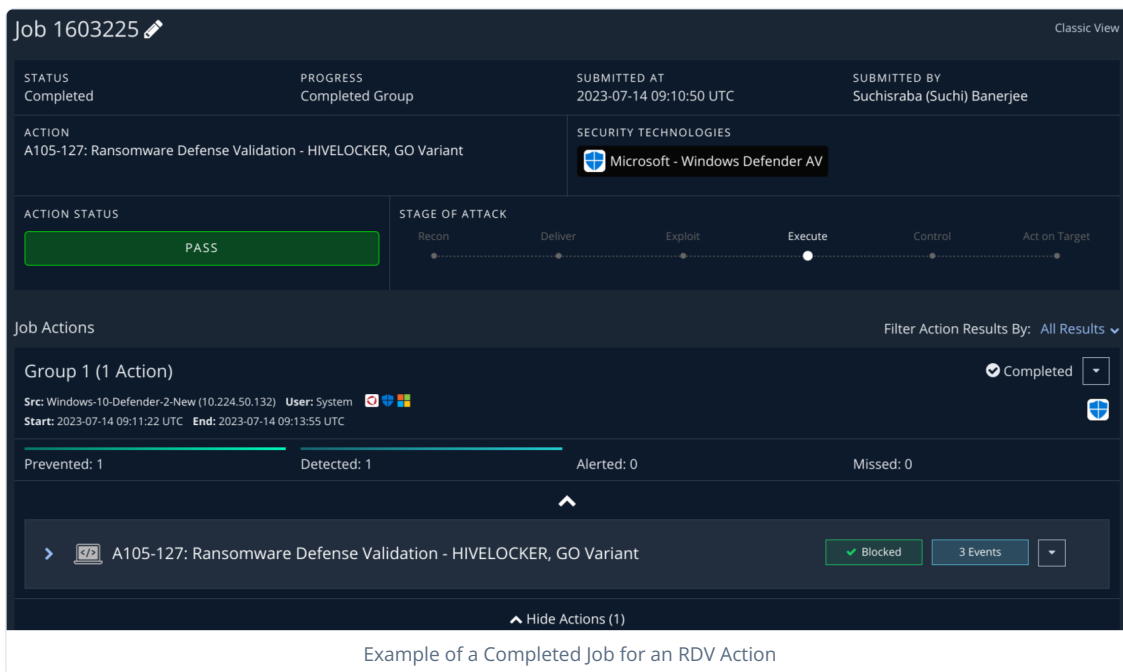 Job 1603225
Classic View
STATUS
Completed
PROGRESS
Completed Group
SUBMITTED AT
2023-07-14 09:10:50 UTC
SUBMITTED BY
Suchisraba (Suchi) Banerjee
ACTION
A105-127: Ransomware Defense Validation - HIVELOCKER, GO Variant
SECURITY TECHNOLOGIES
Microsoft - Windows Defender AV
ACTION STATUS
PASS
STAGE OF ATTACK
Recon Deliver Exploit Execute Control Act on Target
Job Actions
Filter Action Results By: All Results
Group 1 (1 Action)
Completed
Src: Windows-10-Defender-2-New (10.224.50.132) User: System
Start: 2023-07-14 09:11:22 UTC End: 2023-07-14 09:13:55 UTC
Prevented: 1 Detected: 1 Alerted: 0 Missed: 0
A105-127: Ransomware Defense Validation - HIVELOCKER, GO Variant
Blocked
3 Events
Hide Actions (1)
Example of a Completed Job for an RDV Action